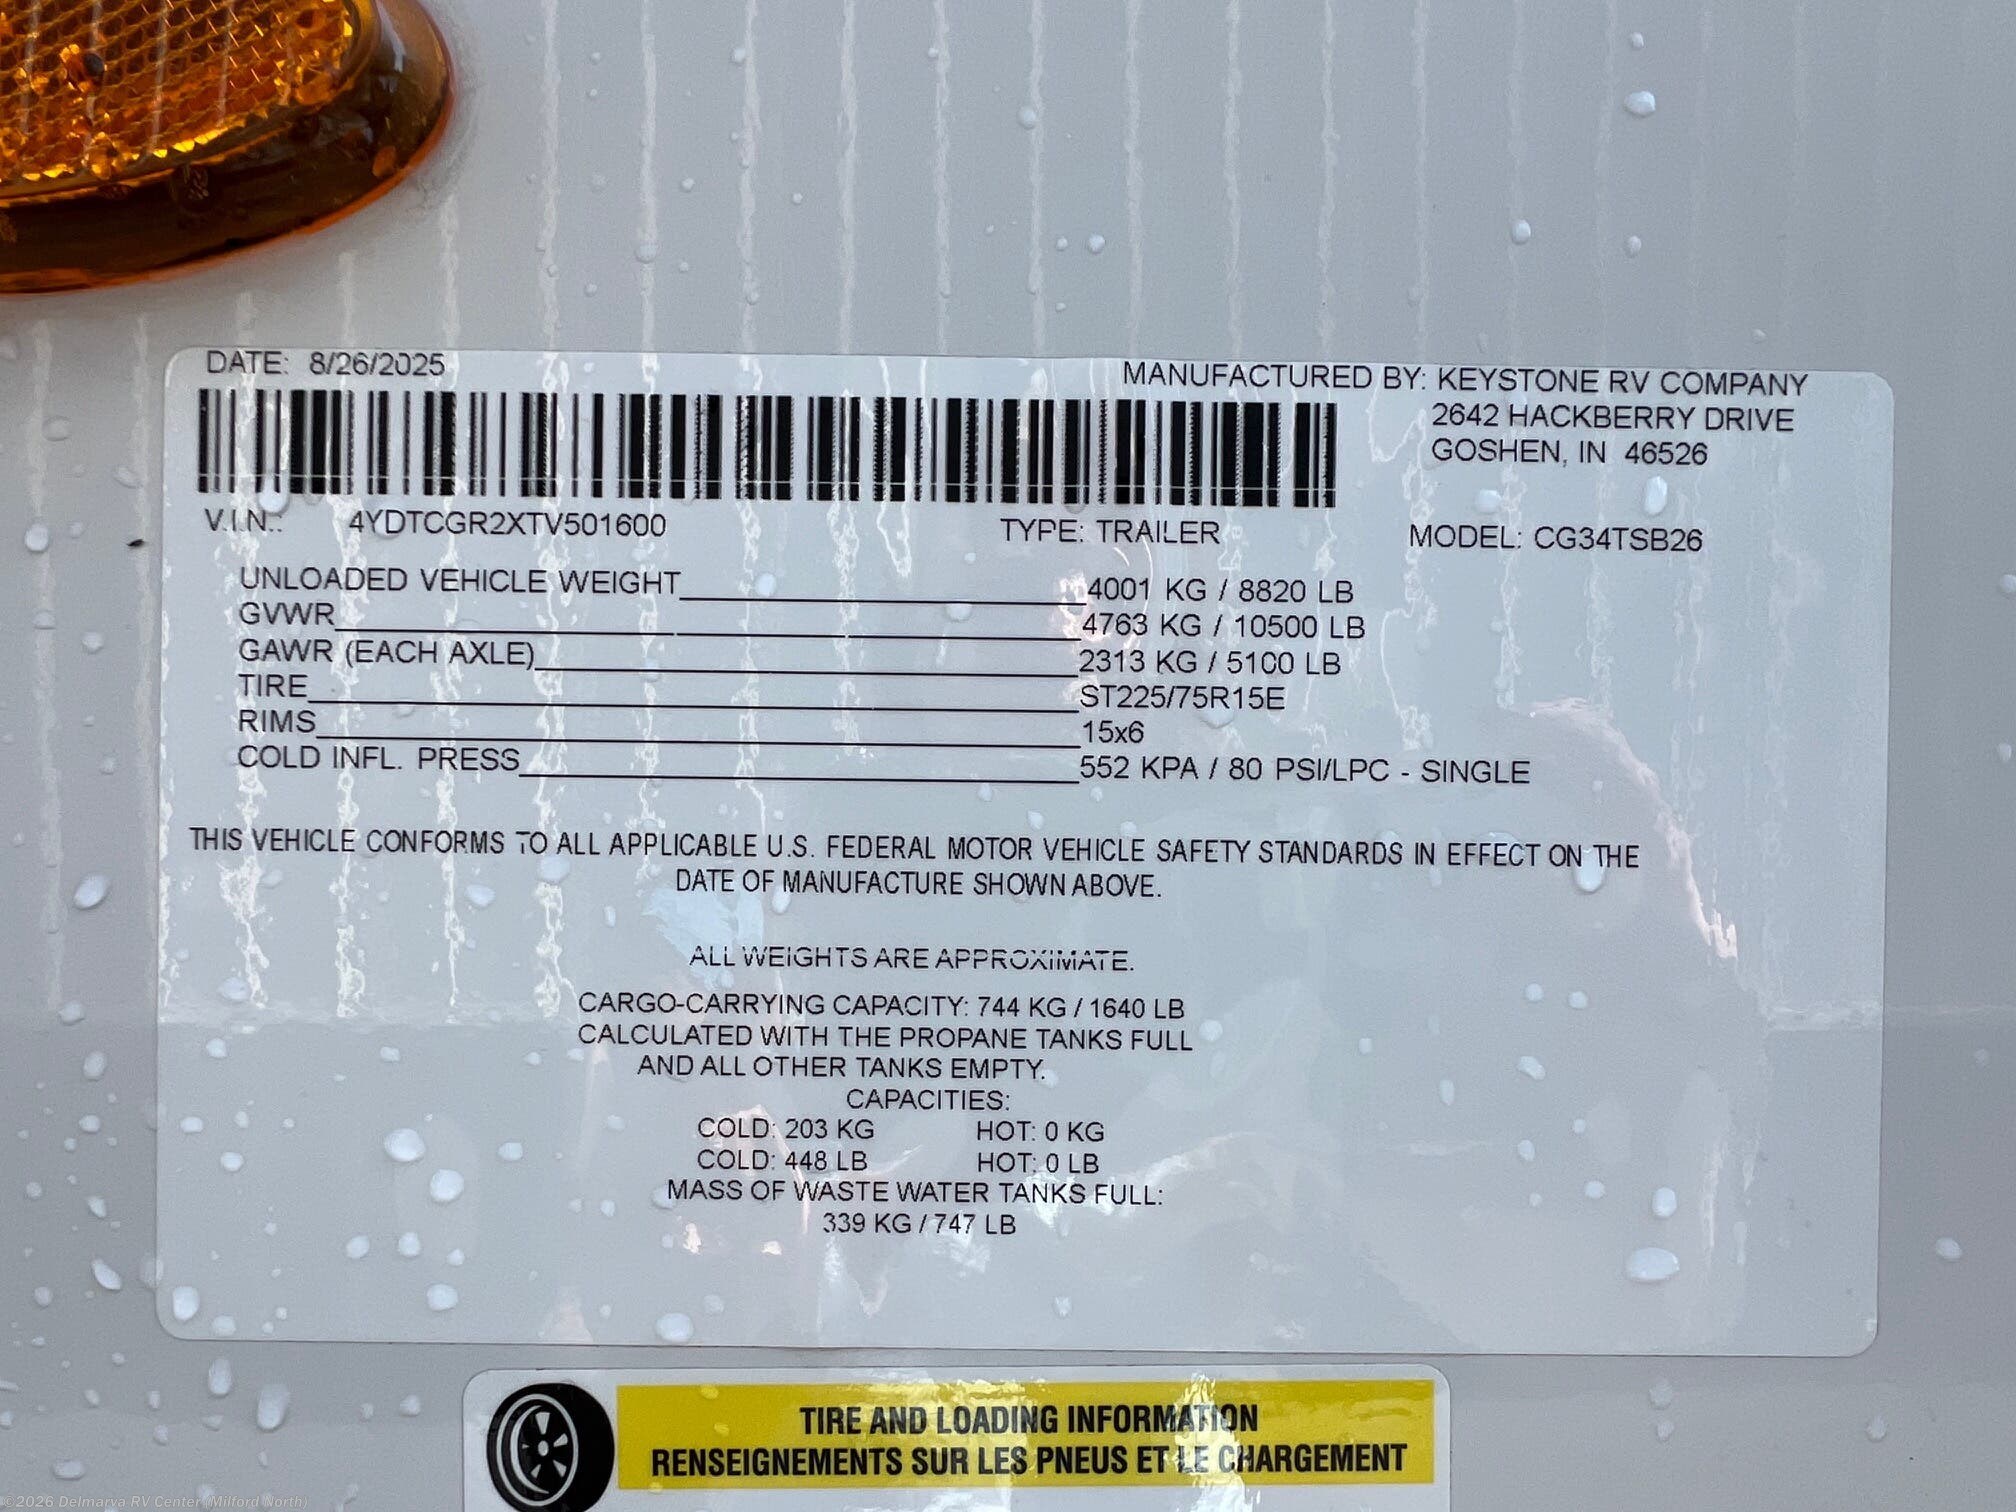 DATE: 8/26/2025
MANUFACTURED BY: KEYSTONE RV COMPANY
2642 HACKBERRY DRIVE
GOSHEN, IN 46526
V.I.N.: 4YDTCGR2XTV501600 TYPE: TRAILER MODEL: CG34TSB26
UNLOADED VEHICLE WEIGHT 4001 KG / 8820 LB
GVWR 4763 KG / 10500 LB
GAWR (EACH AXLE) 2313 KG / 5100 LB
TIRE ST225/75R15E
RIMS 15x6
COLD INFL. PRESS 552 KPA / 80 PSI/LPC - SINGLE
THIS VEHICLE CONFORMS TO ALL APPLICABLE U.S. FEDERAL MOTOR VEHICLE SAFETY STANDARDS IN EFFECT ON THE
DATE OF MANUFACTURE SHOWN ABOVE.
ALL WEIGHTS ARE APPROXIMATE.
CARGO-CARRYING CAPACITY: 744 KG / 1640 LB
CALCULATED WITH THE PROPANE TANKS FULL
AND ALL OTHER TANKS EMPTY.
CAPACITIES:
COLD: 203 KG HOT: 0 KG
COLD: 448 LB HOT: 0 LB
MASS OF WASTE WATER TANKS FULL:
339 KG / 747 LB
TIRE AND LOADING INFORMATION
RENSEIGNEMENTS SUR LES PNEUS ET LE CHARGEMENT
©2026 Delmarva RV Center (Milford North)